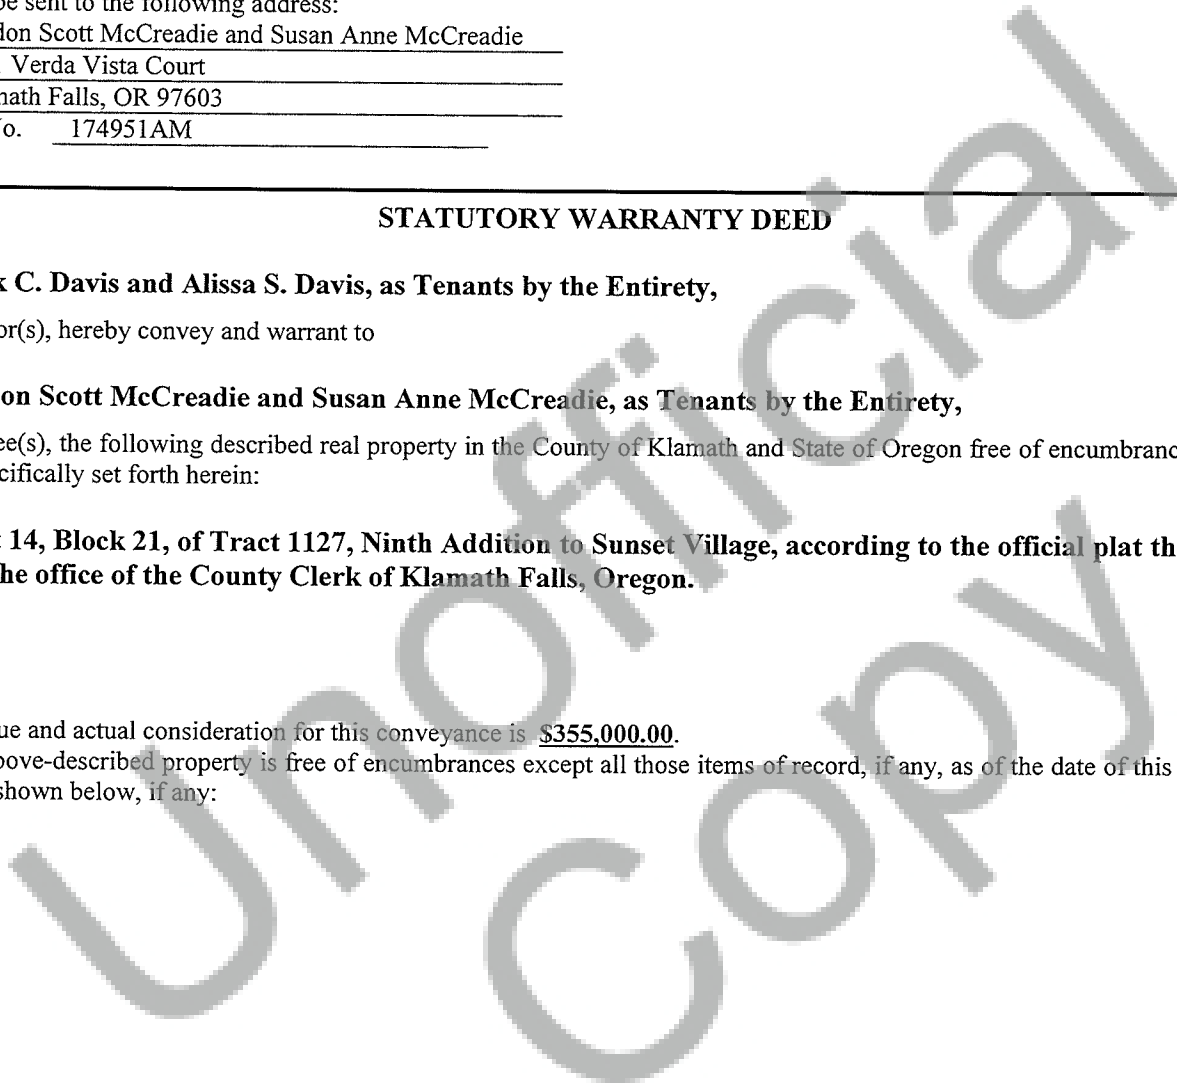 be sent to the following address:
don Scott McCreadie and Susan Anne McCreadie
Verda Vista Court
nath Falls, OR 97603
o. 174951AM
STATUTORY WARRANTY DEED
k C. Davis and Alissa S. Davis, as Tenants by the Entirety,
or(s), hereby convey and warrant to
on Scott McCreadie and Susan Anne McCreadie, as Tenants by the Entirety,
ee(s), the following described real property in the County of Klamath and State of Oregon free of encumbranc
cifically set forth herein:
t 14, Block 21, of Tract 1127, Ninth Addition to Sunset Village, according to the official plat th
he office of the County Clerk of Klamath Falls, Oregon.
ue and actual consideration for this conveyance is $355,000.00.
bove-described property is free of encumbrances except all those items of record, if any, as of the date of this
shown below, if any:
Unofficial
Copy